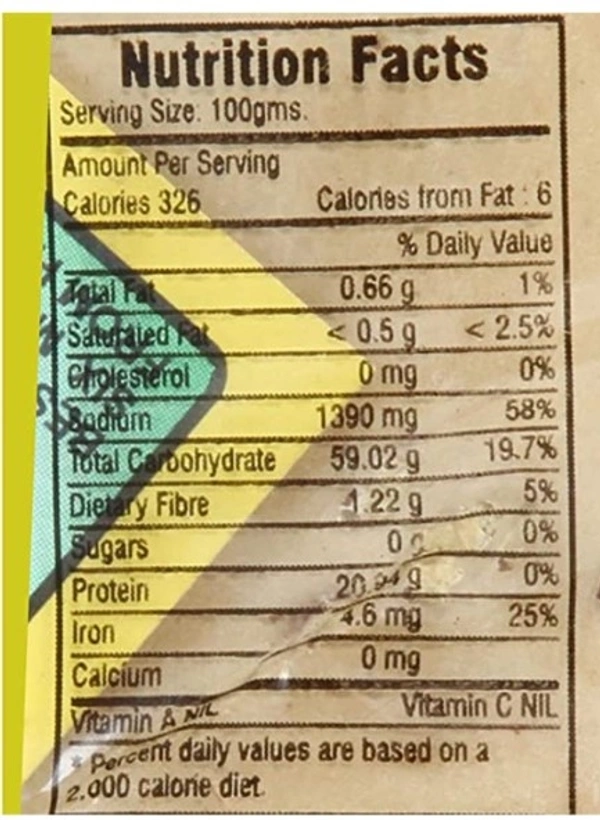 Nutrition Facts
Serving Size: 100gms.
Amount Per Serving
Calories 326 Calories from Fat : 6
% Daily Value
Total Fat 0.66 g 1%
Saturated Fat < 0.5 g < 2.5%
Cholesterol 0 mg 0%
Sodium 1390 mg 58%
Total Carbohydrate 59.02 g 19.7%
Dietary Fibre 1.22 g 5%
Sugars 0 g 0%
Protein g 0%
Iron 4.6 mg 25%
Calcium 0 mg
Vitamin A NIL Vitamin C NIL
* Percent daily values are based on a
2,000 calorie diet.